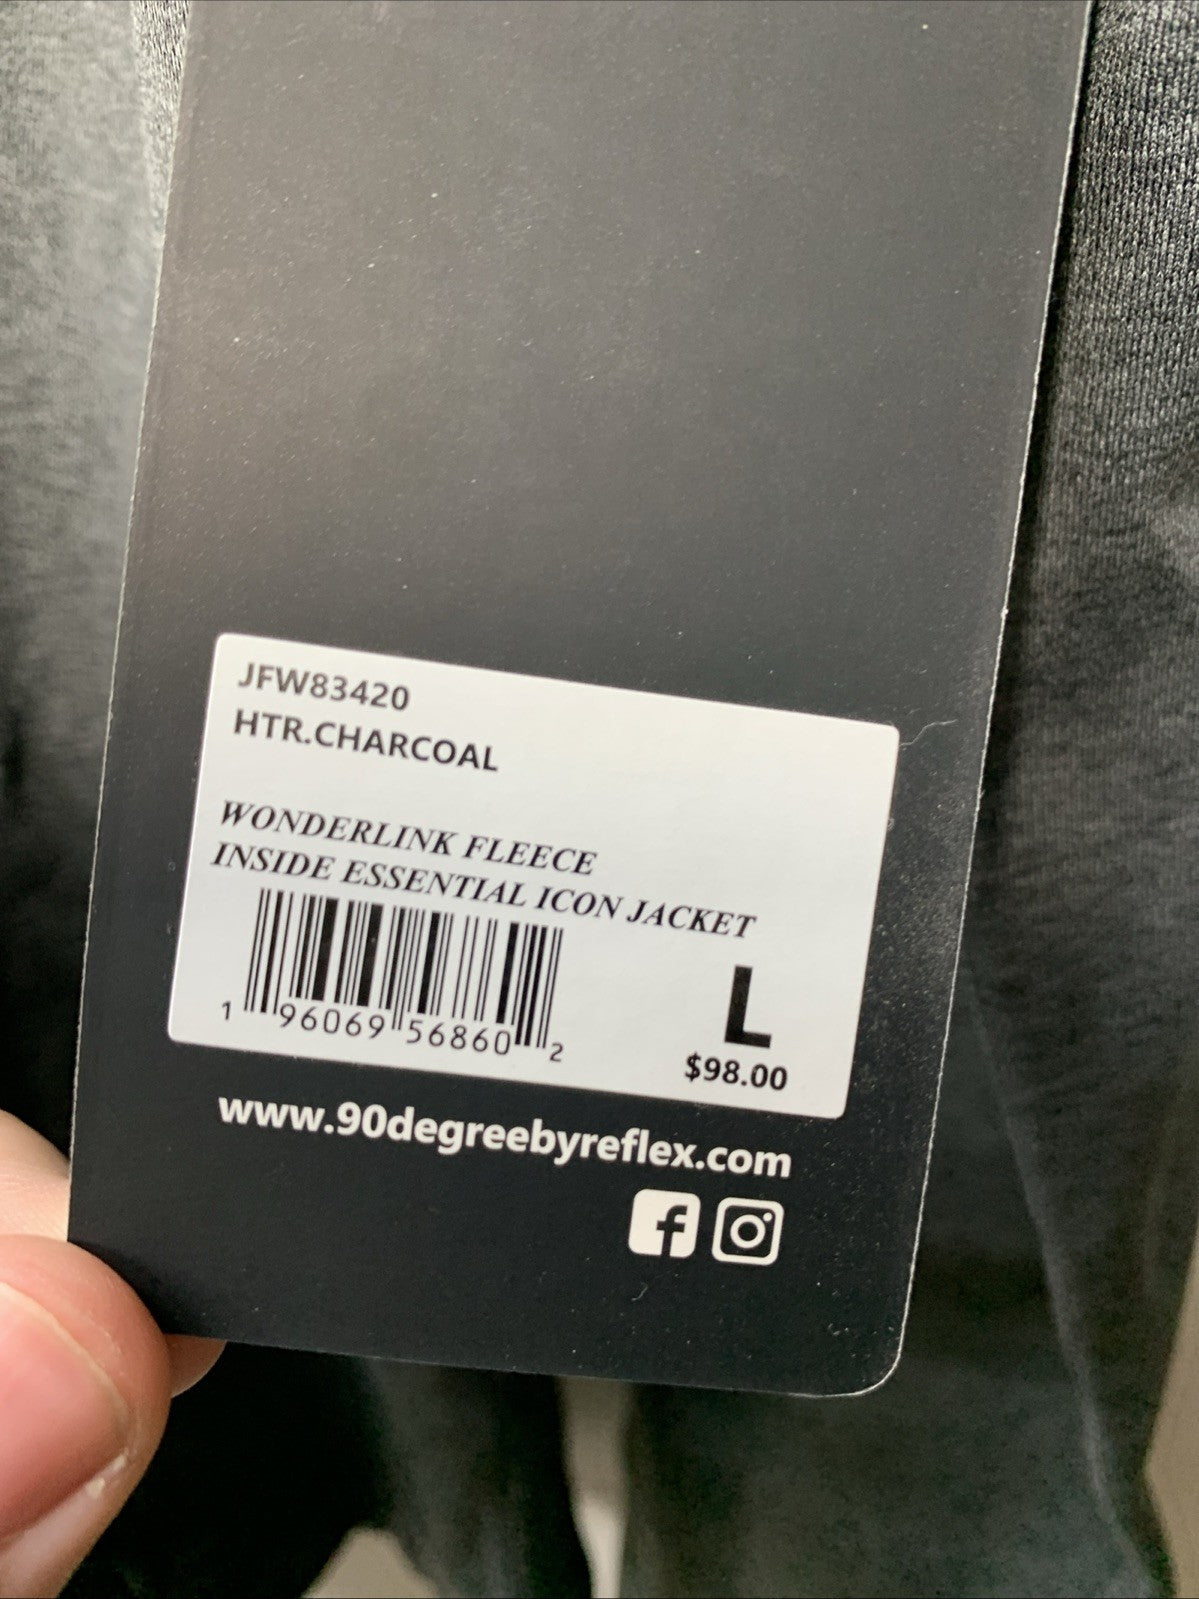 JFW83420
HTR.CHARCOAL
WONDERLINK FLEECE
INSIDE ESSENTIAL ICON JACKET
1 96069 56860 2
L
$98.00
www.90degreebyreflex.com